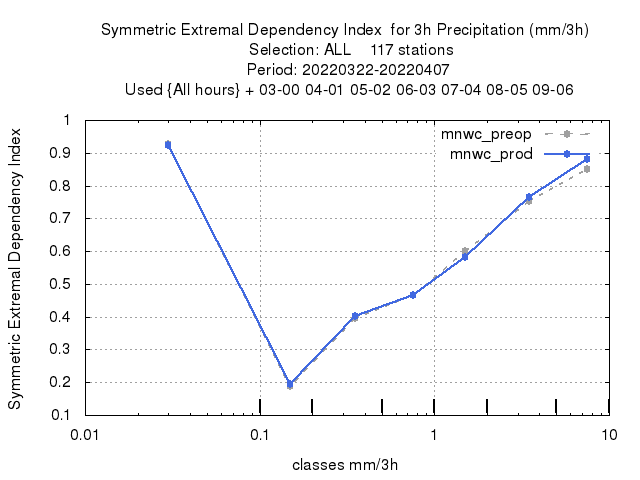 Symmetric Extremal Dependency Index  for 3h Precipitation (mm/3h)
Selection: ALL    117 stations
Period: 20220322-20220407
Used {All hours} + 03-00 04-01 05-02 06-03 07-04 08-05 09-06
mnwc_preop
mnwc_prod
Symmetric Extremal Dependency Index
1
0.9
0.8
0.7
0.6
0.5
0.4
0.3
0.2
0.1
0.01 0.1 1 10
classes mm/3h